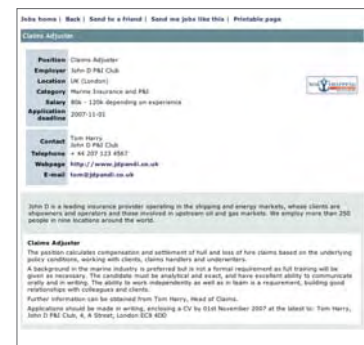 Jobs home | Back | Send to a friend | Send me jobs like this | Printable page
Claims Adjuster
Position Claims Adjuster
Employer John D P&I Club
Location UK (London)
Category Marine Insurance and P&I
Salary 80k - 120k depending on experience
Application deadline 2007-11-01
Contact Tom Harry
John D P&I Club
Telephone + 44 207 123 4567
Webpage http://www.jdpandi.co.uk
E-mail tom@jdpandi.co.uk
John D is a leading insurance provider operating in the shipping and energy markets, whose clients are
shipowners and operators and those involved in upstream oil and gas markets. We employ more than 250
people in nine locations around the world.
Claims Adjuster
The position calculates compensation and settlement of hull and loss of hire claims based on the underlying
policy conditions, working with clients, claims handlers and underwriters.
A background in the marine industry is preferred but is not a formal requirement as full training will be
given as necessary. The candidate must be analytical and exact, and have excellent ability to communicate
orally and in writing. The ability to work independently as well as in team is a requirement, building good
relationships with colleagues and clients.
Further information can be obtained from Tom Harry, Head of Claims.
Applications should be made in writing, enclosing a CV by 01st November 2007 at the latest to: Tom Harry,
John D P&I Club, 4, A Street, London EC9 4DD